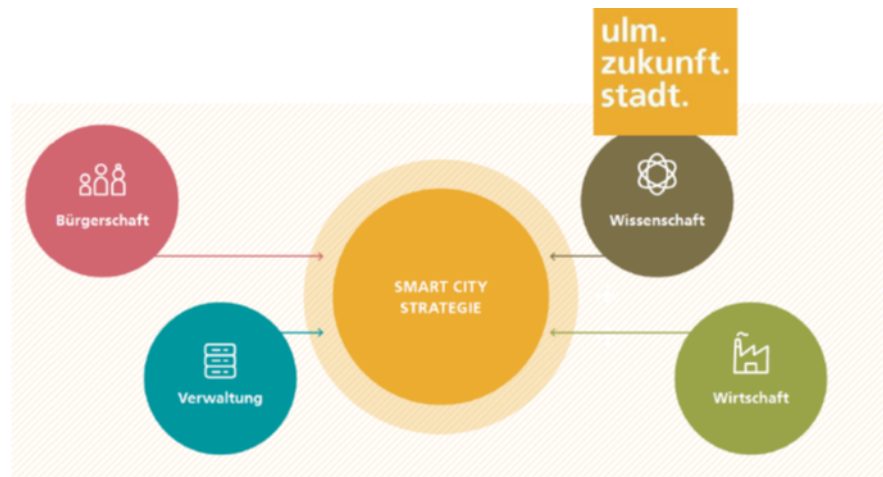 ulm.
zukunft.
stadt.
Bürgerschaft
Wissenschaft
SMART CITY
STRATEGIE
Verwaltung
Wirtschaft